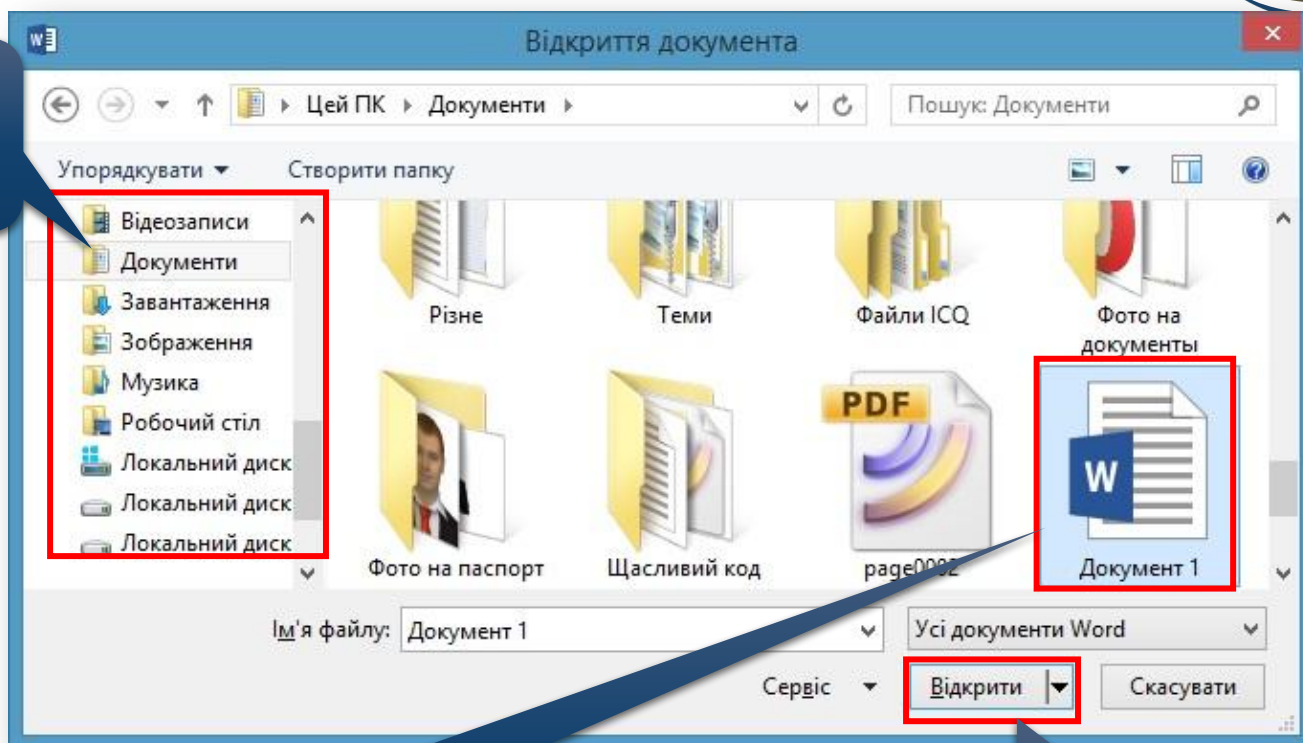 Відкриття документа
Цей ПК Документи
Пошук: Документи
Упорядкувати Створити папку
Відеозаписи
Документи
Завантаження
Зображення
Музика
Робочий стіл
Локальний диск
Локальний диск
Локальний диск
Різне
Теми
Файли ICQ
Фото на
документы
Фото на паспорт
Щасливий код
PDF
page0002
W
Документ 1
Ім'я файлу: Документ 1
Усі документи Word
Сервіс Відкрити Скасувати